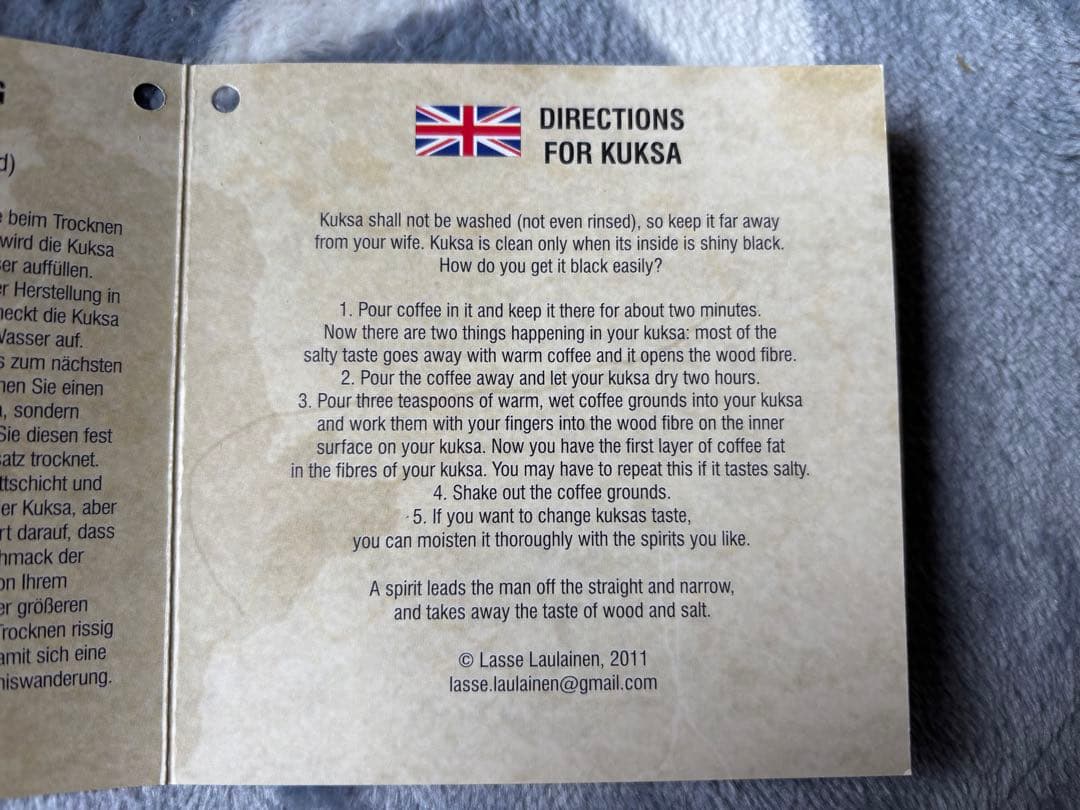 G
d)
beim Trocknen
wird die Kuksa
er auffüllen.
r Herstellung in
neckt die Kuksa
Wasser auf.
s zum nächsten
nen Sie einen
, sondern
Sie diesen fest
atz trocknet.
ttschicht und
er Kuksa, aber
rt darauf, dass
hmack der
on Ihrem
er größeren
Trocknen rissig
amit sich eine
niswanderung.
DIRECTIONS
FOR KUKSA
Kuksa shall not be washed (not even rinsed), so keep it far away
from your wife. Kuksa is clean only when its inside is shiny black.
How do you get it black easily?
1. Pour coffee in it and keep it there for about two minutes.
Now there are two things happening in your kuksa: most of the
salty taste goes away with warm coffee and it opens the wood fibre.
2. Pour the coffee away and let your kuksa dry two hours.
3. Pour three teaspoons of warm, wet coffee grounds into your kuksa
and work them with your fingers into the wood fibre on the inner
surface on your kuksa. Now you have the first layer of coffee fat
in the fibres of your kuksa. You may have to repeat this if it tastes salty.
4. Shake out the coffee grounds.
5. If you want to change kuksas taste,
you can moisten it thoroughly with the spirits you like.
A spirit leads the man off the straight and narrow,
and takes away the taste of wood and salt.
© Lasse Laulainen, 2011
lasse.laulainen@gmail.com